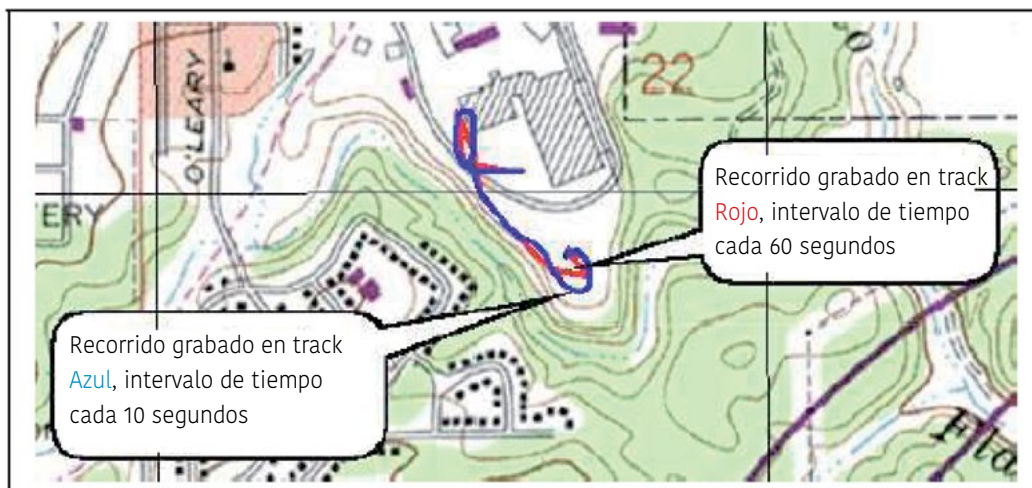 O'LEARY
22
ERY
Recorrido grabado en track
Rojo, intervalo de tiempo
cada 60 segundos
Recorrido grabado en track
Azul, intervalo de tiempo
cada 10 segundos
Fla